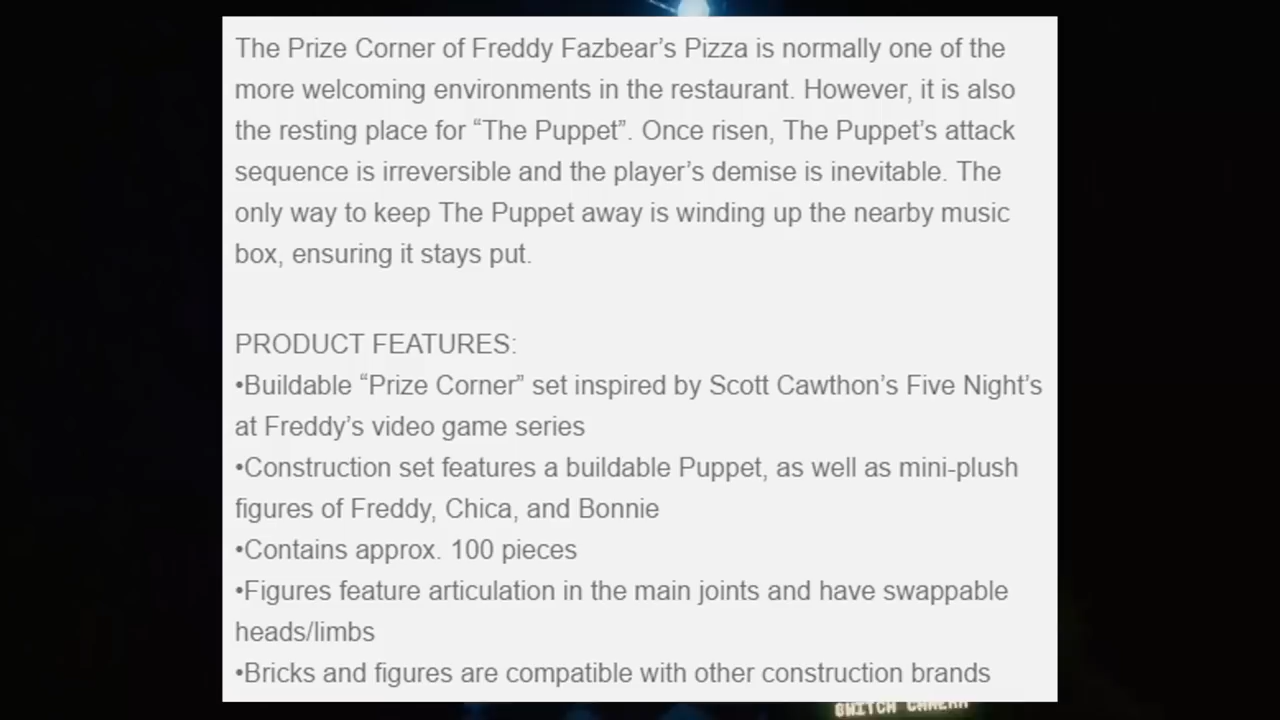 The Prize Corner of Freddy Fazbear’s Pizza is normally one of the
more welcoming environments in the restaurant. However, it is also
the resting place for “The Puppet”. Once risen, The Puppet’s attack
sequence is irreversible and the player’s demise is inevitable. The
only way to keep The Puppet away is winding up the nearby music
box, ensuring it stays put.
PRODUCT FEATURES:
•Buildable “Prize Corner” set inspired by Scott Cawthon’s Five Night’s
at Freddy’s video game series
•Construction set features a buildable Puppet, as well as mini-plush
figures of Freddy, Chica, and Bonnie
•Contains approx. 100 pieces
•Figures feature articulation in the main joints and have swappable
heads/limbs
•Bricks and figures are compatible with other construction brands
SWITCH CAMERA